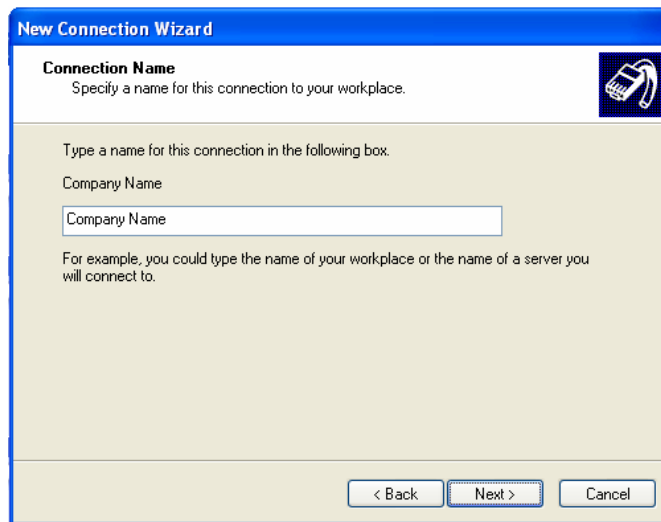 New Connection Wizard
Connection Name
Specify a name for this connection to your workplace.
Type a name for this connection in the following box.
Company Name
Company Name
For example, you could type the name of your workplace or the name of a server you
will connect to.
< Back Next > Cancel